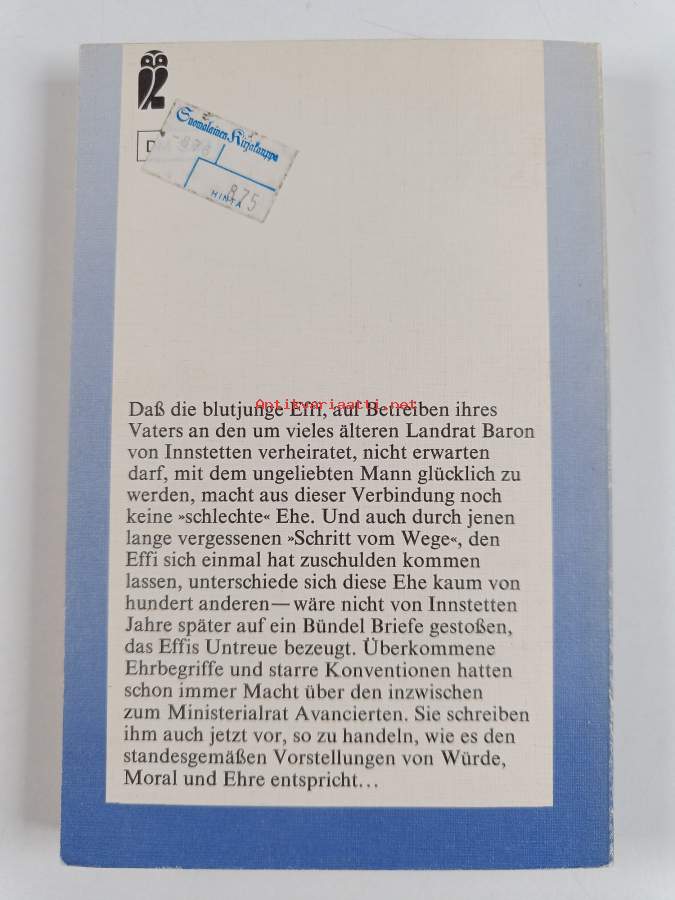 Suomalainen Kirjakauppa
D
HINTA
875
Antikvariaatti.net
Daß die blutjunge Effi, auf Betreiben ihres
Vaters an den um vieles älteren Landrat Baron
von Innstetten verheiratet, nicht erwarten
darf, mit dem ungeliebten Mann glücklich zu
werden, macht aus dieser Verbindung noch
keine »schlechte« Ehe. Und auch durch jenen
lange vergessenen »Schritt vom Wege«, den
Effi sich einmal hat zuschulden kommen
lassen, unterschiede sich diese Ehe kaum von
hundert anderen — wäre nicht von Innstetten
Jahre später auf ein Bündel Briefe gestoßen,
das Effis Untreue bezeugt. Überkommene
Ehrbegriffe und starre Konventionen hatten
schon immer Macht über den inzwischen
zum Ministerialrat Avancierten. Sie schreiben
ihm auch jetzt vor, so zu handeln, wie es den
standesgemäßen Vorstellungen von Würde,
Moral und Ehre entspricht...